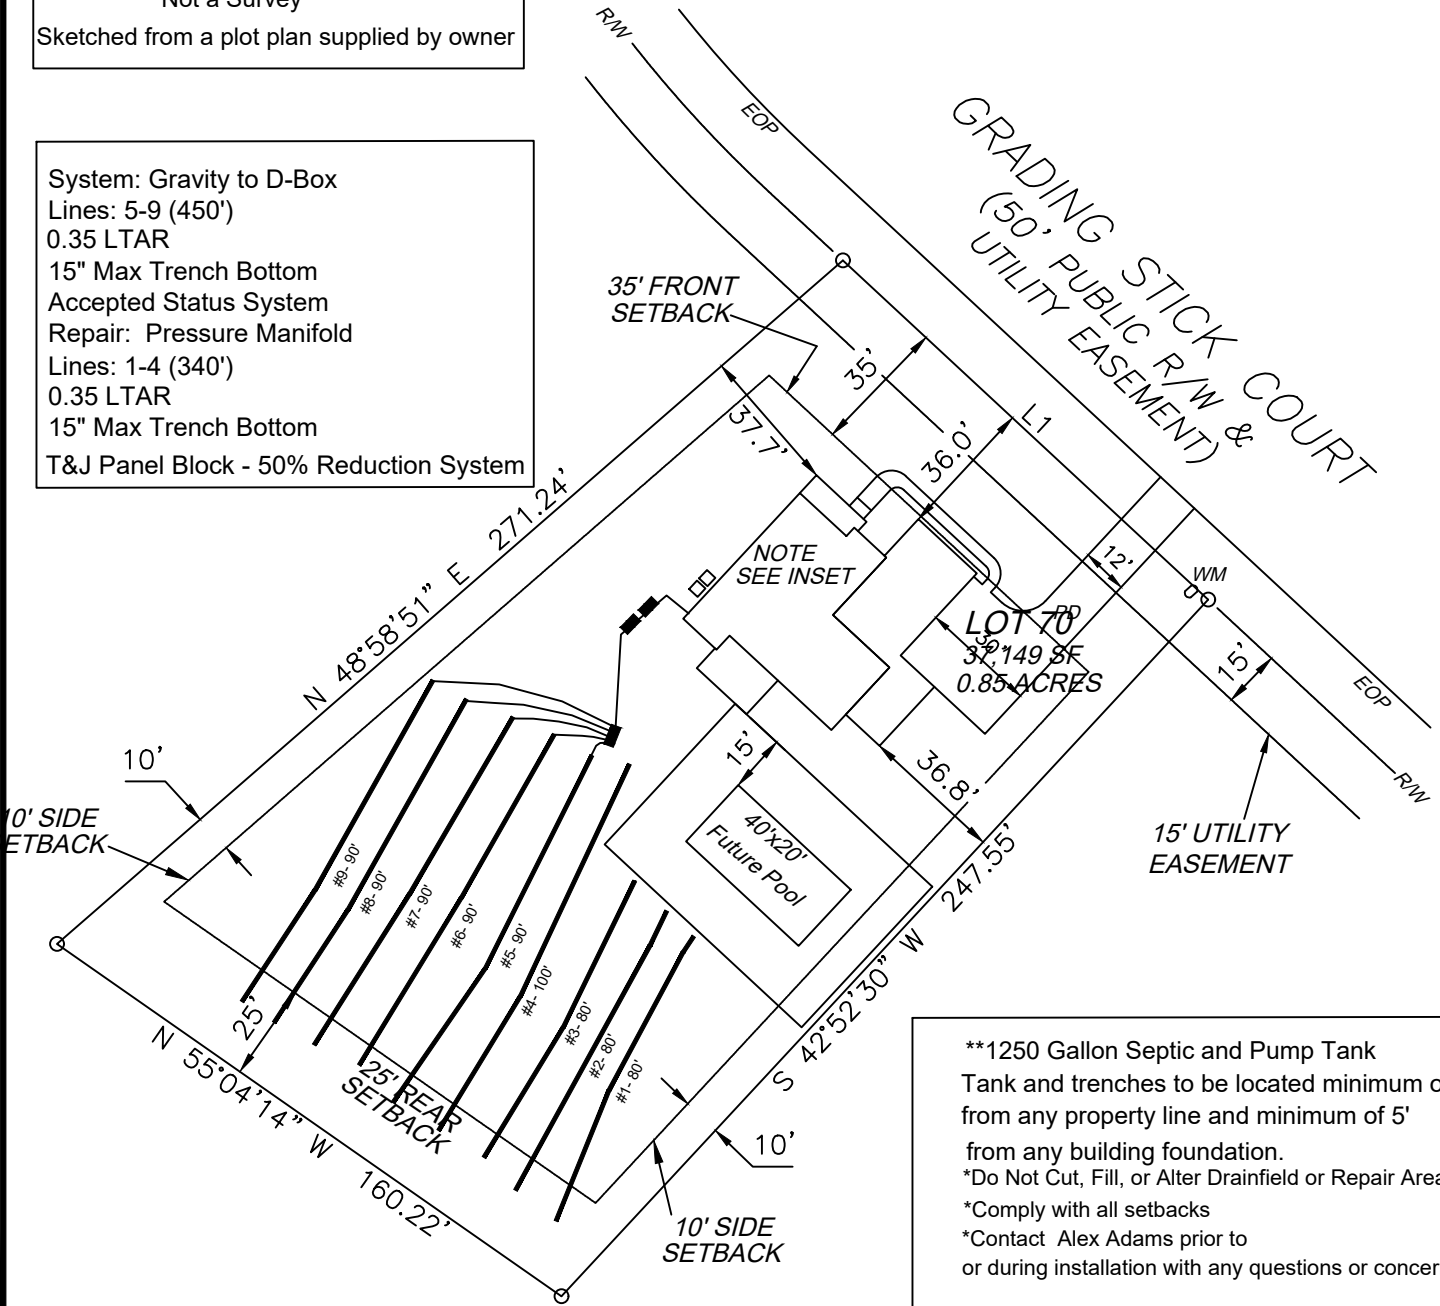 Not a Survey
Sketched from a plot plan supplied by owner
System: Gravity to D-Box
Lines: 5-9 (450')
0.35 LTAR
15" Max Trench Bottom
Accepted Status System
Repair: Pressure Manifold
Lines: 1-4 (340')
0.35 LTAR
15" Max Trench Bottom
T&J Panel Block - 50% Reduction System
R/W
EOP
GRADING STICK COURT
(50' PUBLIC R/W &
UTILITY EASEMENT)
35' FRONT
SETBACK
35'
37.7'
36.0'
L1
12'
WM
NOTE
SEE INSET
PD
LOT 70
30'
37,149 SF
0.85 ACRES
15'
EOP
R/W
N 48°58'51" E 271.24'
10'
10' SIDE
SETBACK
15'
36.8'
40'x20'
Future Pool
15' UTILITY
EASEMENT
S 42°52'30" W 247.55'
#9- 90'
#8- 90'
#7- 90'
#6- 90'
#5- 90'
#4- 100'
#3- 80'
#2- 80'
#1- 80'
25'
25' REAR
SETBACK
N 55°04'14" W 160.22'
10'
10' SIDE
SETBACK
**1250 Gallon Septic and Pump Tank
Tank and trenches to be located minimum
from any property line and minimum of 5'
from any building foundation.
*Do Not Cut, Fill, or Alter Drainfield or Repair Area
*Comply with all setbacks
*Contact Alex Adams prior to
or during installation with any questions or concer